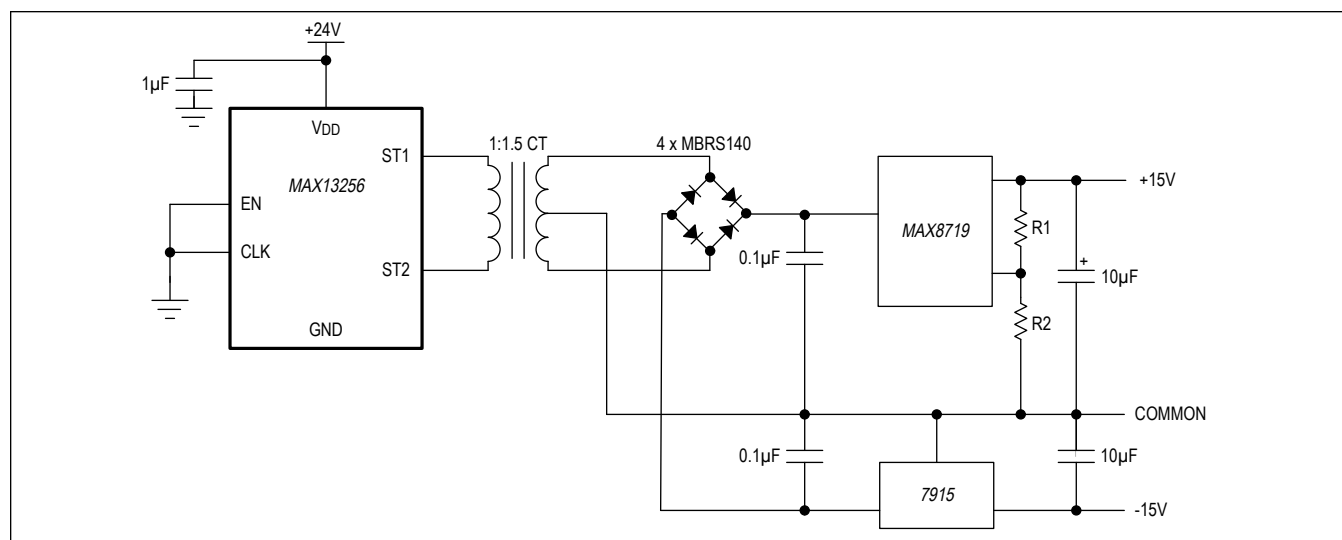 +24V
1µF
VDD
1:1.5 CT
4 x MBRS140
ST1
MAX13256
+15V
EN
R1
MAX8719
CLK
0.1µF
+
10µF
ST2
R2
GND
COMMON
0.1µF
10µF
7915
-15V